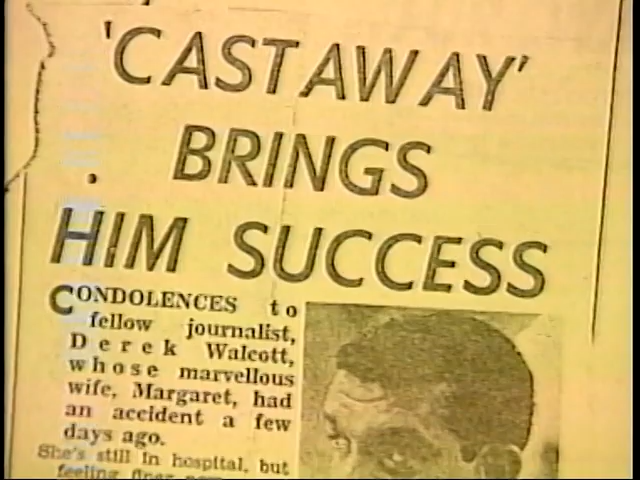 'CASTAWAY'
BRINGS
HIM SUCCESS
CONDOLENCES to
fellow journalist,
Derek Walcott,
whose marvellous
wife, Margaret, had
an accident a few
days ago.
She's still in hospital, but
feeling